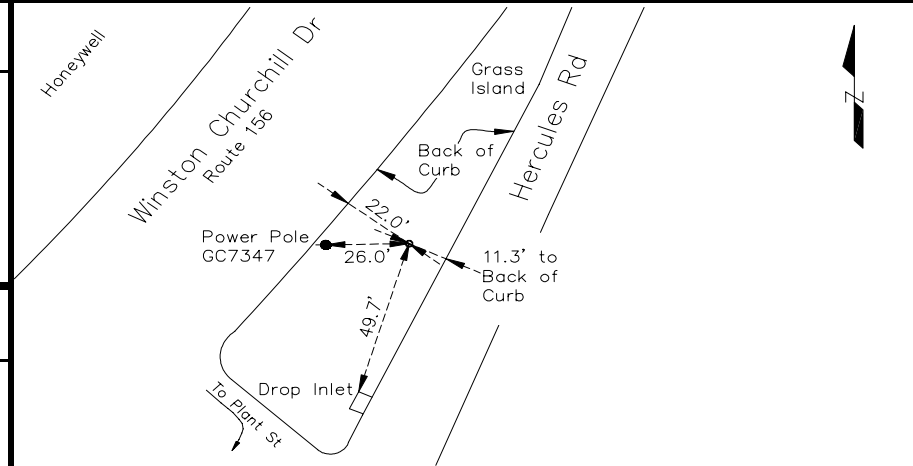 Honeywell
Winston Churchill Dr
Route 156
Grass
Island
Hercules Rd
N
Back of
Curb
22.0'
Power Pole
GC7347
26.0'
11.3' to
Back of
Curb
49.7'
Drop Inlet
To Plant St